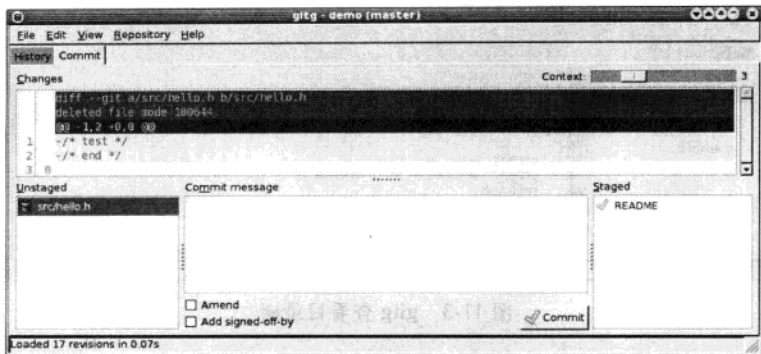 gitg - demo (master)
File Edit View Repository Help
History Commit
Changes Context: 3
diff --git a/src/hello.h b/src/hello.h
deleted file mode 100644
@@ -1,2 +0,0 @@
1 -/* test */
2 -/* end */
3 0
Unstaged Commit message Staged
src/hello.h README
Amend
Add signed-off-by Commit
Loaded 17 revisions in 0.07s